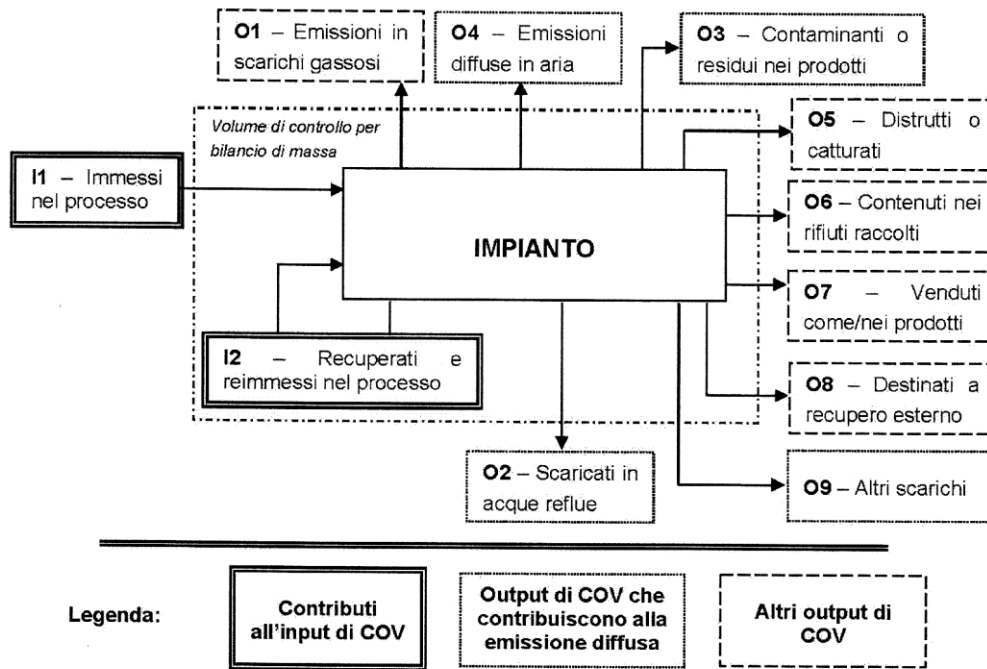 O1 – Emissioni in
scarichi gassosi
O4 – Emissioni
diffuse in aria
O3 – Contaminanti o
residui nei prodotti
Volume di controllo per
bilancio di massa
O5 – Distrutti o
catturati
I1 – Immessi
nel processo
O6 – Contenuti nei
rifiuti raccolti
IMPIANTO
O7 – Venduti
come/nei prodotti
I2 – Recuperati e
reimmessi nel processo
O8 – Destinati a
recupero esterno
O2 – Scaricati in
acque reflue
O9 – Altri scarichi
Legenda:
Contributi
all'input di COV
Output di COV che
contribuiscono alla
emissione diffusa
Altri output di
COV